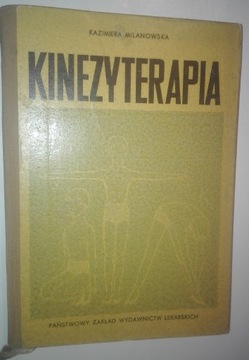 KAZIMIERA MILANOWSKA
KINEZYTERAPIA
PAŃSTWOWY ZAKŁAD WYDAWNICTW LEKARSKICH